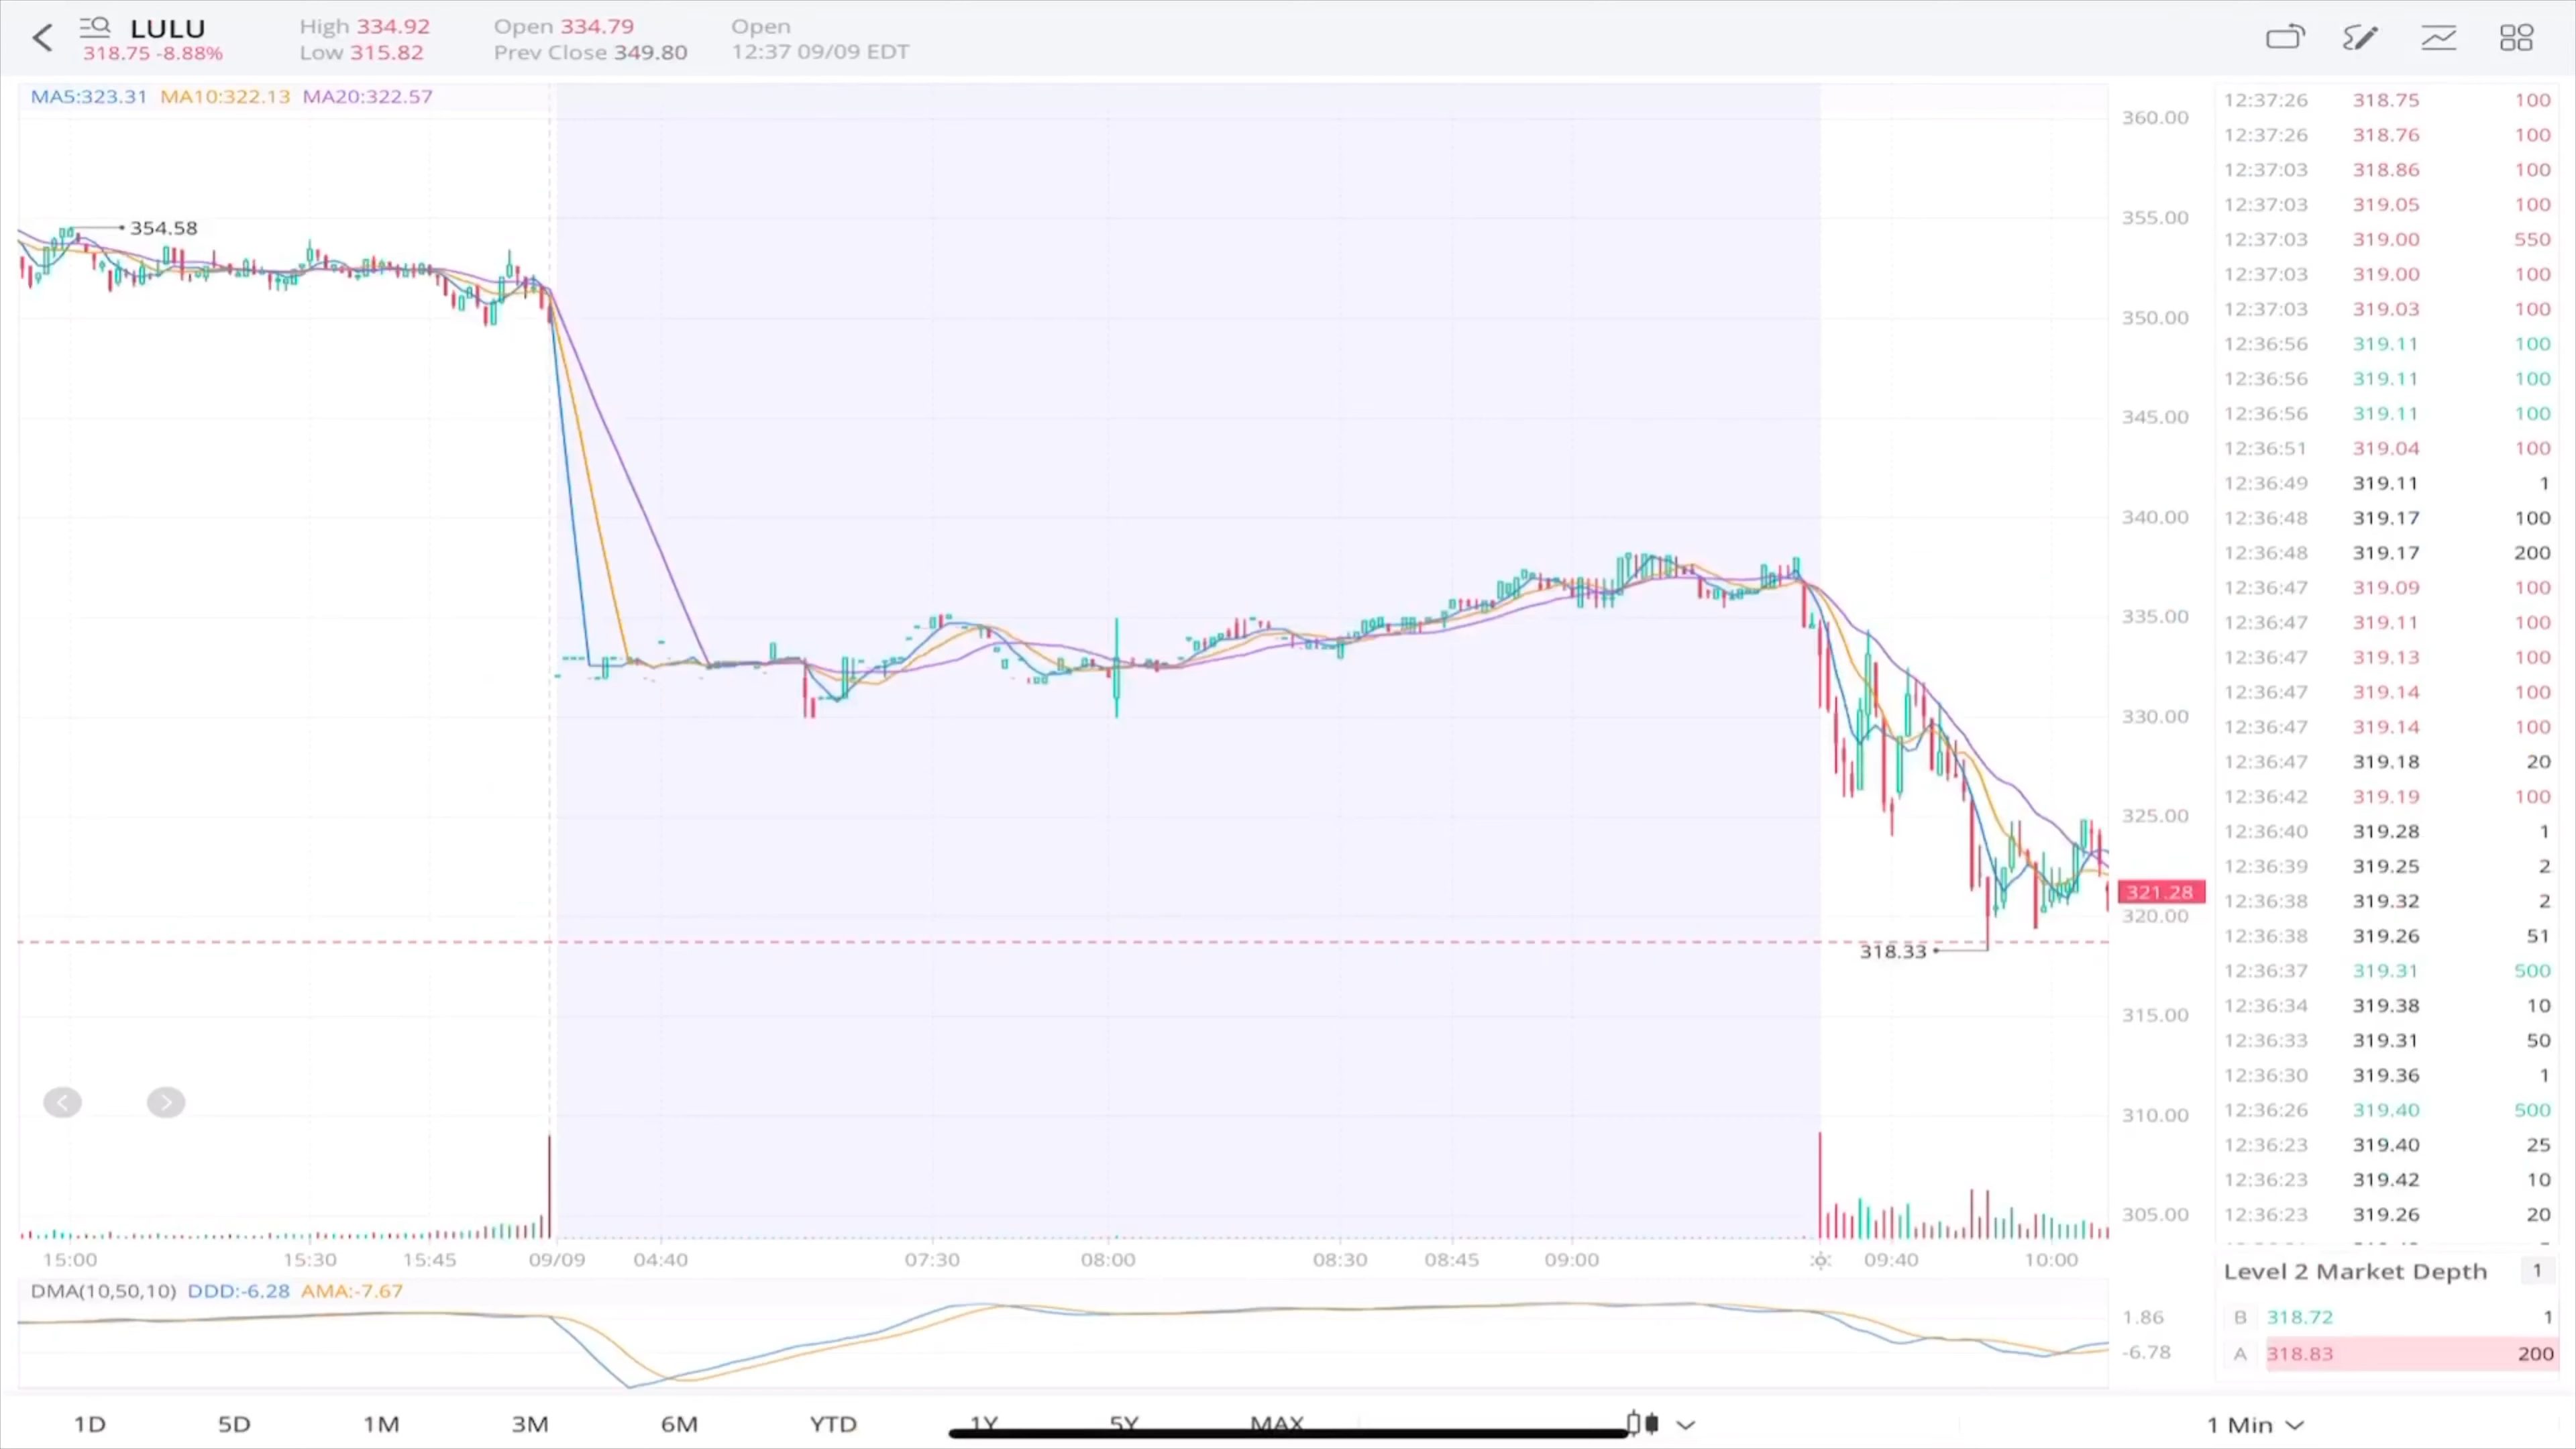 LULU
318.75 -8.88%
High 334.92
Low 315.82
Open 334.79
Prev Close 349.80
Open
12:37 09/09 EDT
MA5:323.31 MA10:322.13 MA20:322.57
354.58
318.33
360.00
355.00
350.00
345.00
340.00
335.00
330.00
325.00
321.28
320.00
315.00
310.00
305.00
15:00 15:30 15:45 09/09 04:40 07:30 08:00 08:30 08:45 09:00 09:40 10:00
DMA(10,50,10) DDD:-6.28 AMA:-7.67
1.86
-6.78
12:37:26 318.75 100
12:37:26 318.76 100
12:37:03 318.86 100
12:37:03 319.05 100
12:37:03 319.00 550
12:37:03 319.00 100
12:37:03 319.03 100
12:36:56 319.11 100
12:36:56 319.11 100
12:36:56 319.11 100
12:36:51 319.04 100
12:36:49 319.11 1
12:36:48 319.17 100
12:36:48 319.17 200
12:36:47 319.09 100
12:36:47 319.11 100
12:36:47 319.13 100
12:36:47 319.14 100
12:36:47 319.14 100
12:36:47 319.18 20
12:36:42 319.19 100
12:36:40 319.28 1
12:36:39 319.25 2
12:36:38 319.32 2
12:36:38 319.26 51
12:36:37 319.31 500
12:36:34 319.38 10
12:36:33 319.31 50
12:36:30 319.36 1
12:36:26 319.40 500
12:36:23 319.40 25
12:36:23 319.42 10
12:36:23 319.26 20
Level 2 Market Depth 1
B 318.72 1
A 318.83 200
1D 5D 1M 3M 6M YTD 1Y 5Y MAX 1 Min